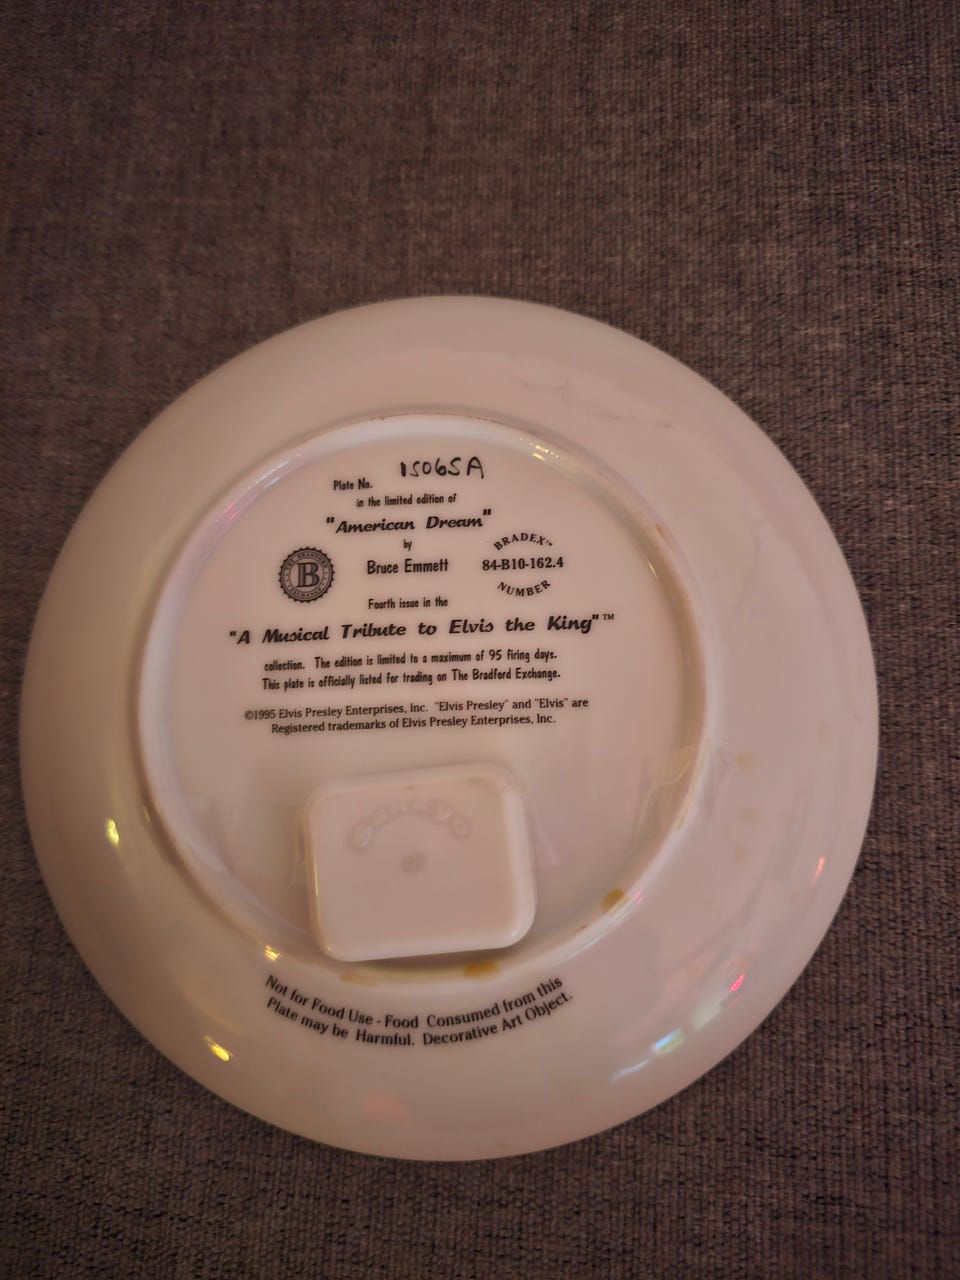 Plate No. 15065A
in the limited edition of
"American Dream"
by
Bruce Emmett
B
BRADEX™
84-B10-162.4
NUMBER
Fourth issue in the
"A Musical Tribute to Elvis the King"™
collection. The edition is limited to a maximum of 95 firing days.
This plate is officially listed for trading on The Bradford Exchange.
©1995 Elvis Presley Enterprises, Inc. "Elvis Presley" and "Elvis" are
Registered trademarks of Elvis Presley Enterprises, Inc.
Not for Food Use - Food Consumed from this
Plate may be Harmful. Decorative Art Object.